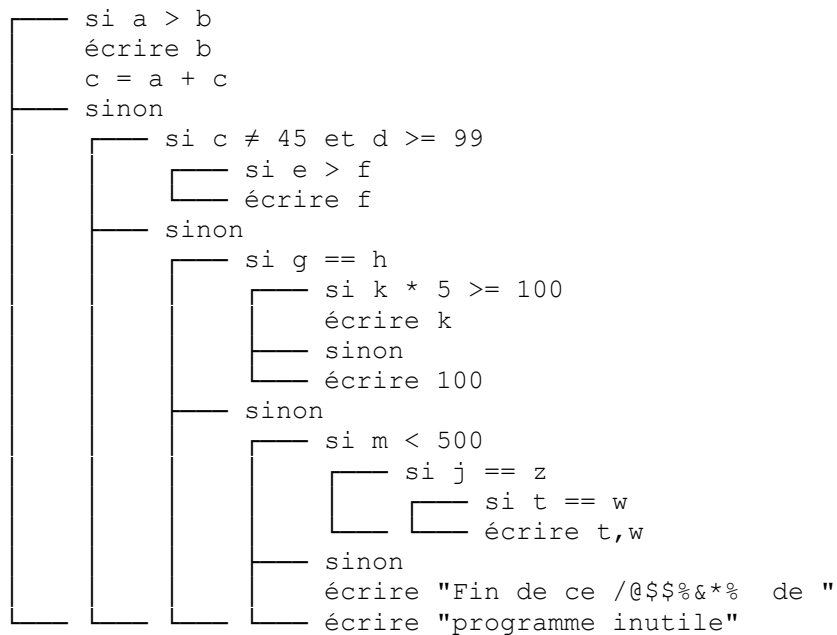 si a > b
écrire b
c = a + c
sinon
si c ≠ 45 et d >= 99
si e > f
écrire f
sinon
si g == h
si k * 5 >= 100
écrire k
sinon
écrire 100
sinon
si m < 500
si j == z
si t == w
écrire t,w
sinon
écrire "Fin de ce /@$$%&*%  de "
écrire "programme inutile"